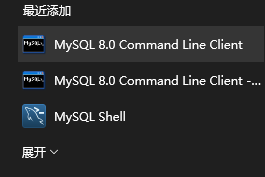 最近添加
MySQL 8.0 Command Line Client
MySQL 8.0 Command Line Client -...
MySQL Shell
展开